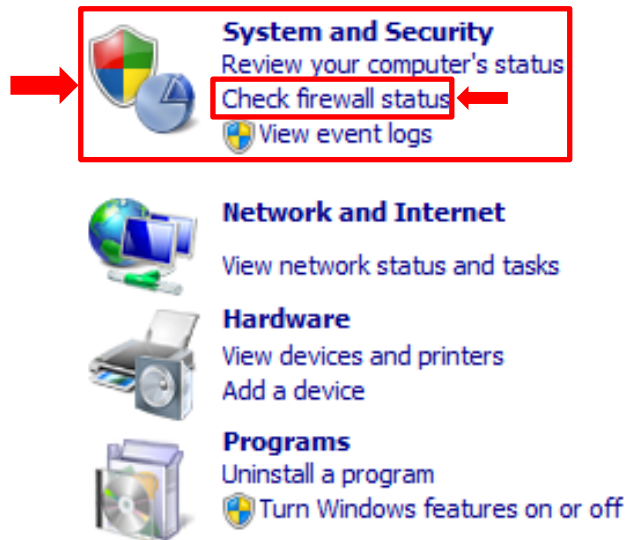 System and Security
Review your computer's status
Check firewall status
View event logs
Network and Internet
View network status and tasks
Hardware
View devices and printers
Add a device
Programs
Uninstall a program
Turn Windows features on or off